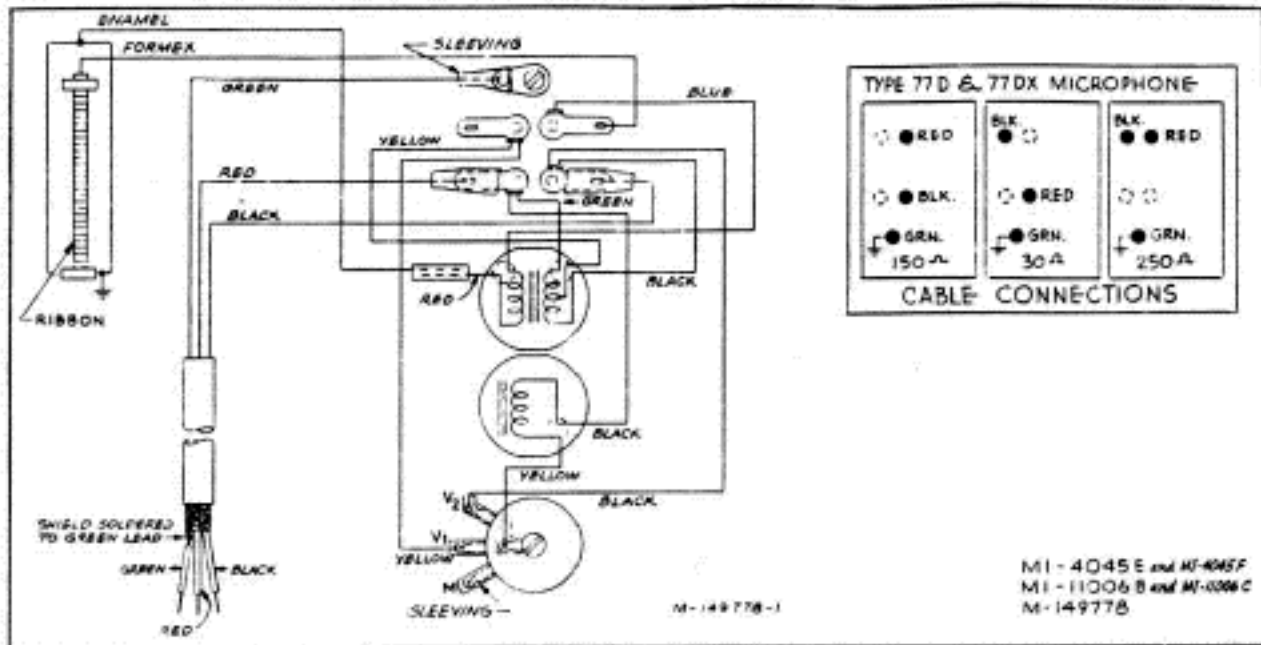 ENAMEL
FORMEX
SLEEVING
GREEN
BLUE
YELLOW
RED
GREEN
BLACK
BLACK
RED
RIBBON
BLACK
YELLOW
BLACK
V2
V1
YELLOW
M
SLEEVING
SHIELD SOLDERED
TO GREEN LEAD
GREEN
BLACK
RED
M-149778-1
TYPE 77D & 77DX MICROPHONE
RED
BLK.
GRN.
150 Ω
BLK.
RED
GRN.
30 Ω
BLK.
RED
GRN.
250 Ω
CABLE CONNECTIONS
MI-4045E and MI-4045F
MI-11006B and MI-11006C
M-149778